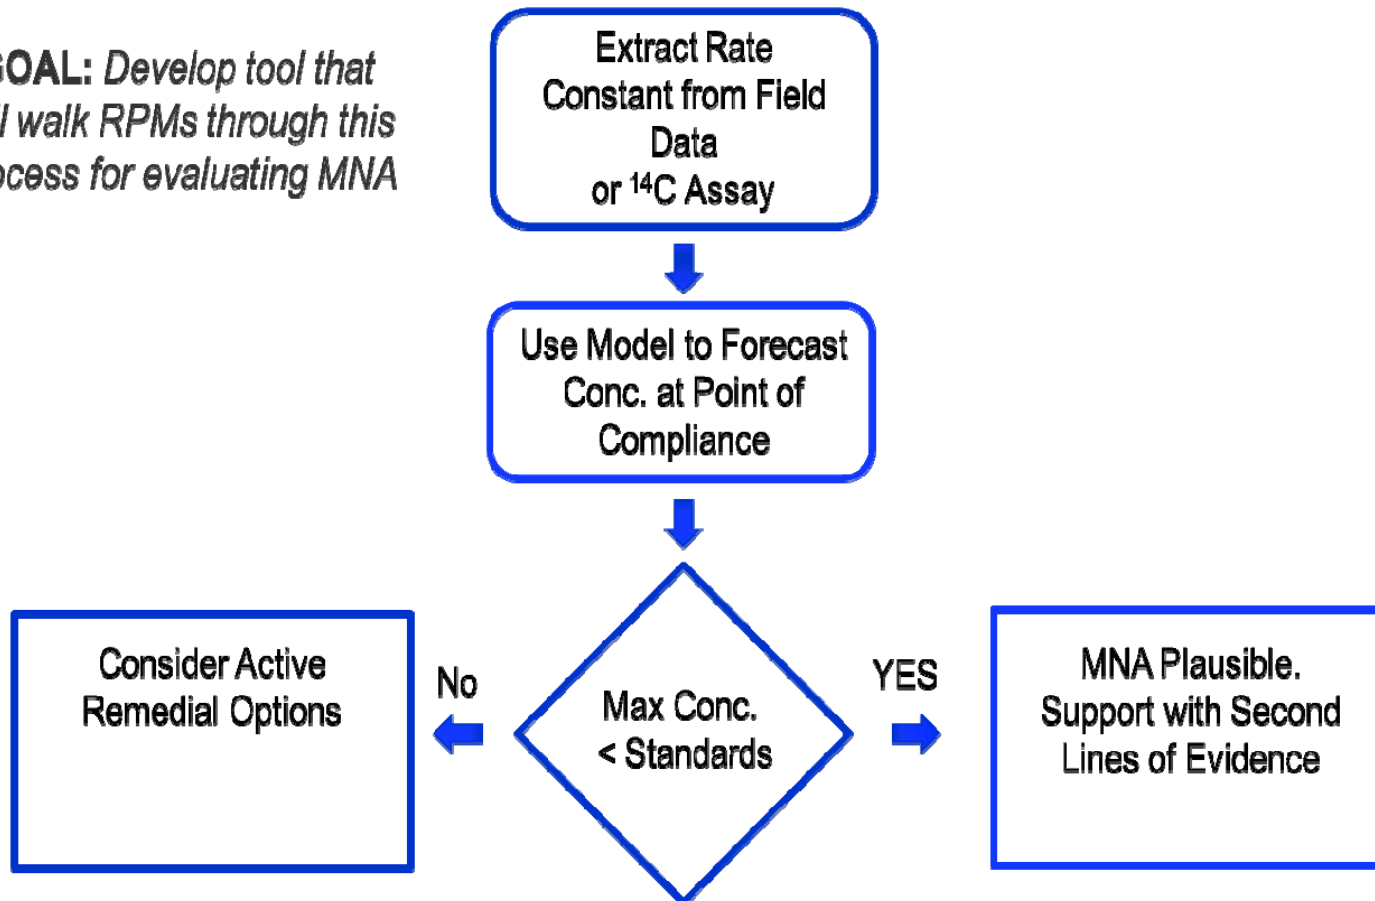 GOAL: Develop tool that
l walk RPMs through this
ocess for evaluating MNA
Extract Rate
Constant from Field
Data
or ¹⁴C Assay
Use Model to Forecast
Conc. at Point of
Compliance
Max Conc.
< Standards
No
YES
Consider Active
Remedial Options
MNA Plausible.
Support with Second
Lines of Evidence